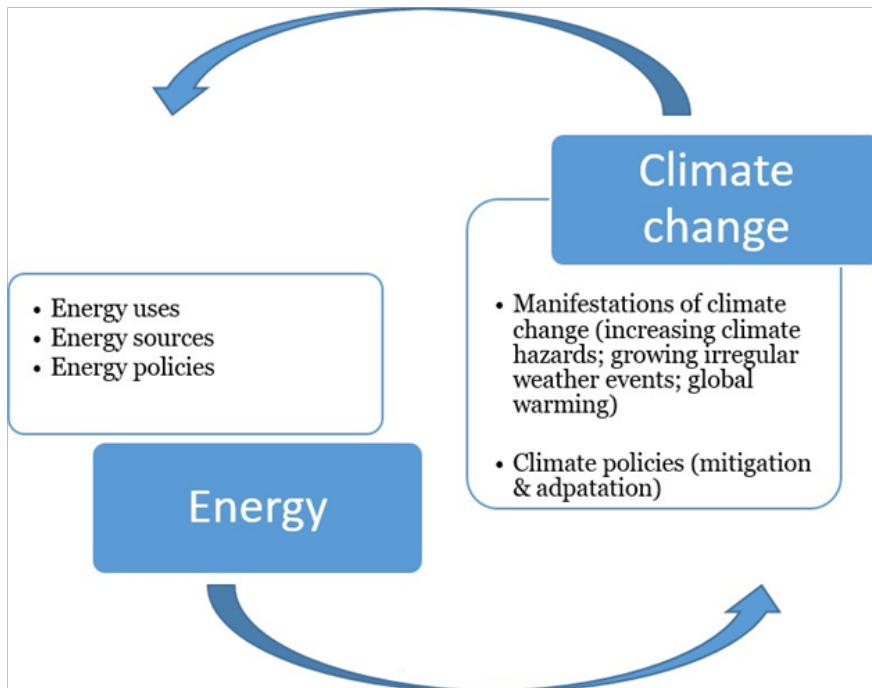 Climate
change
• Manifestations of climate
change (increasing climate
hazards; growing irregular
weather events; global
warming)
• Climate policies (mitigation
& adpatation)
• Energy uses
• Energy sources
• Energy policies
Energy